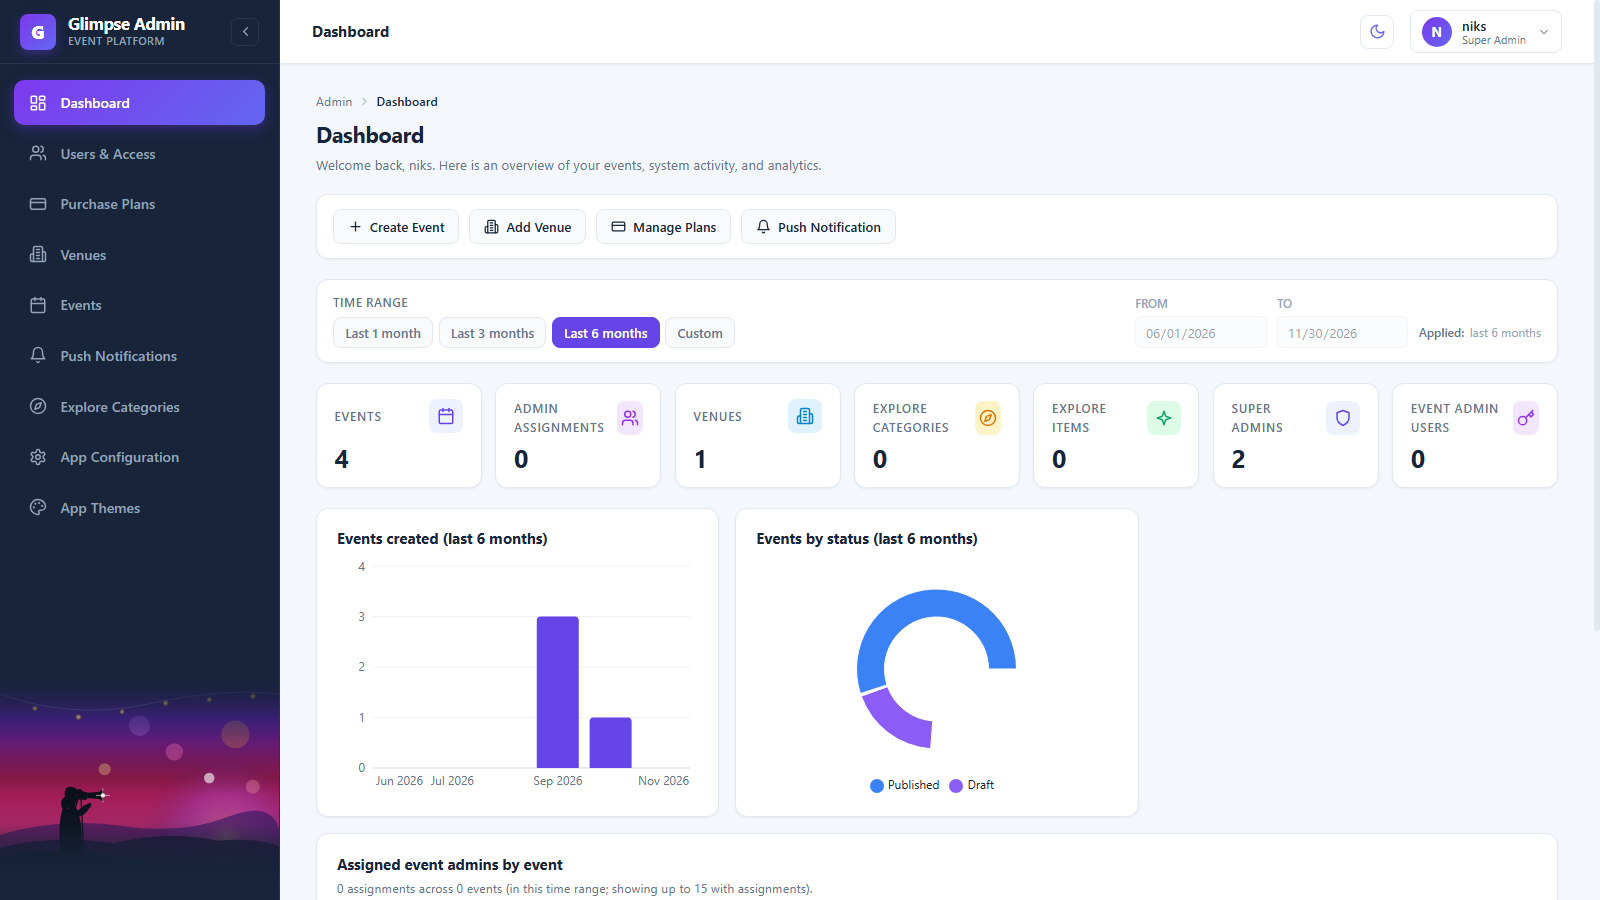 G
Glimpse Admin
EVENT PLATFORM
Dashboard
Users & Access
Purchase Plans
Venues
Events
Push Notifications
Explore Categories
App Configuration
App Themes
Dashboard
N
niks
Super Admin
Admin
Dashboard
Dashboard
Welcome back, niks. Here is an overview of your events, system activity, and analytics.
Create Event
Add Venue
Manage Plans
Push Notification
TIME RANGE
Last 1 month
Last 3 months
Last 6 months
Custom
FROM
06/01/2026
TO
11/30/2026
Applied: last 6 months
EVENTS
4
ADMIN
ASSIGNMENTS
0
VENUES
1
EXPLORE
CATEGORIES
0
EXPLORE
ITEMS
0
SUPER
ADMINS
2
EVENT ADMIN
USERS
0
Events created (last 6 months)
4
3
2
1
0
Jun 2026
Jul 2026
Sep 2026
Nov 2026
Events by status (last 6 months)
Published
Draft
Assigned event admins by event
0 assignments across 0 events (in this time range; showing up to 15 with assignments).